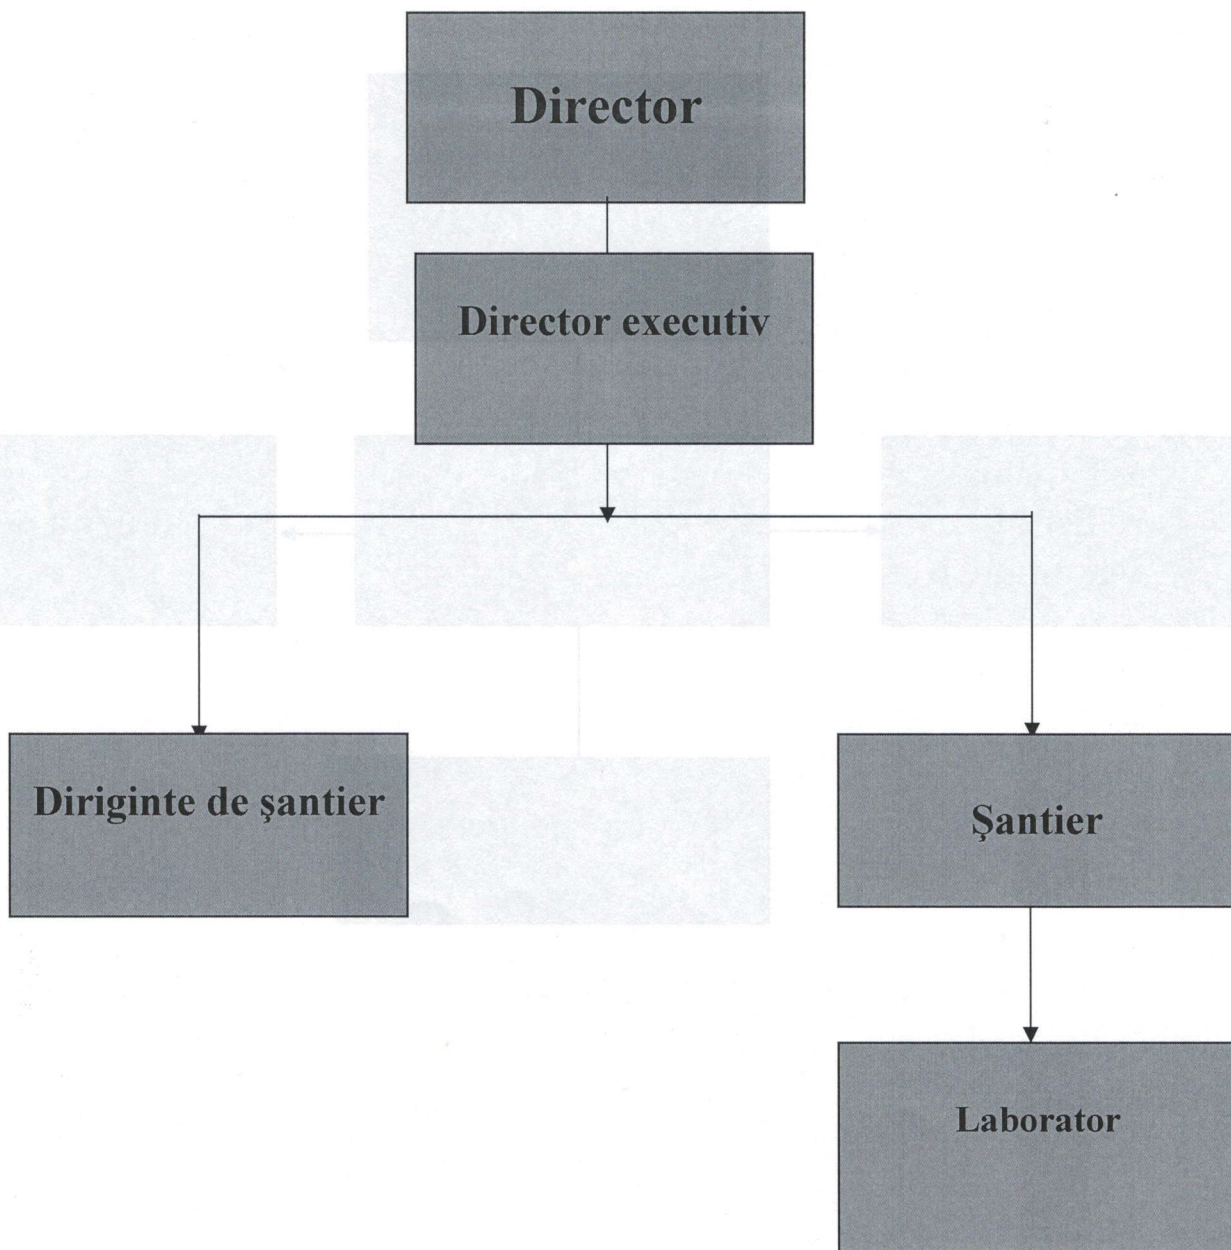 Director
Director executiv
Diriginte de şantier
Şantier
Laborator